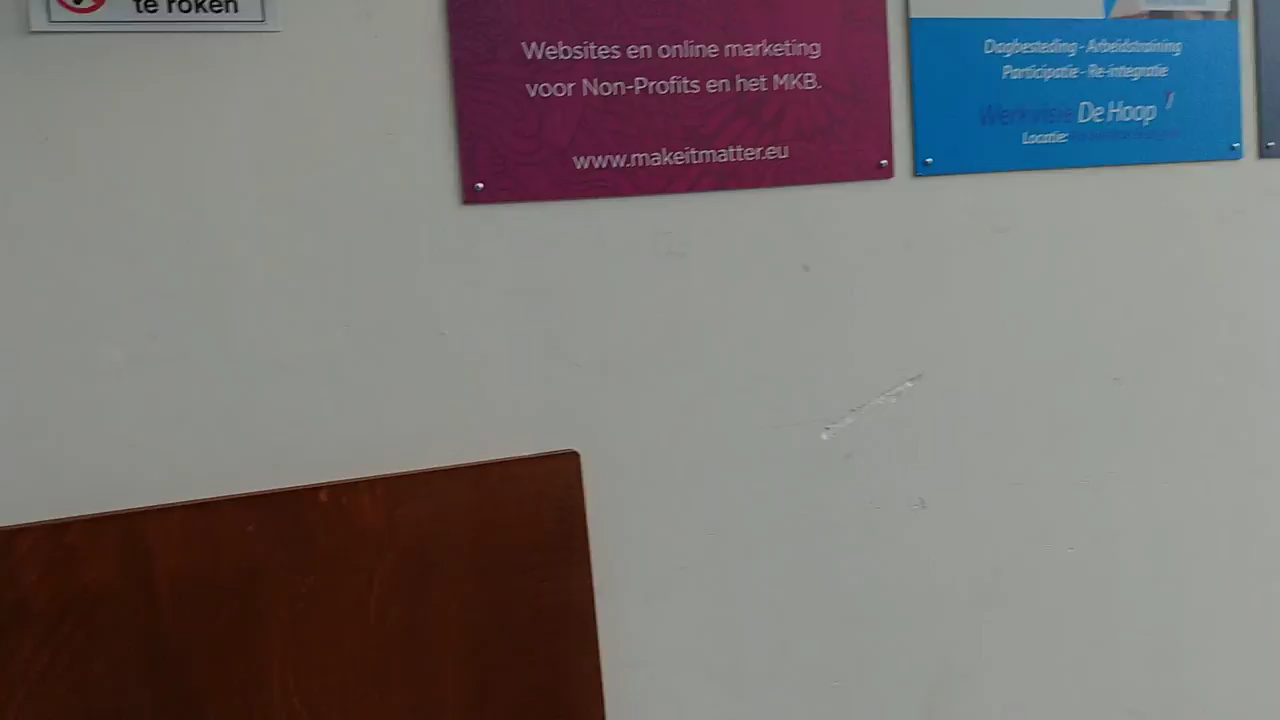 te roken
Websites en online marketing
voor Non-Profits en het MKB.
www.makeitmatter.eu
Dagbesteding - Arbeidstraining
Participatie - Re-integratie
Werkvisie De Hoop
Locatie: